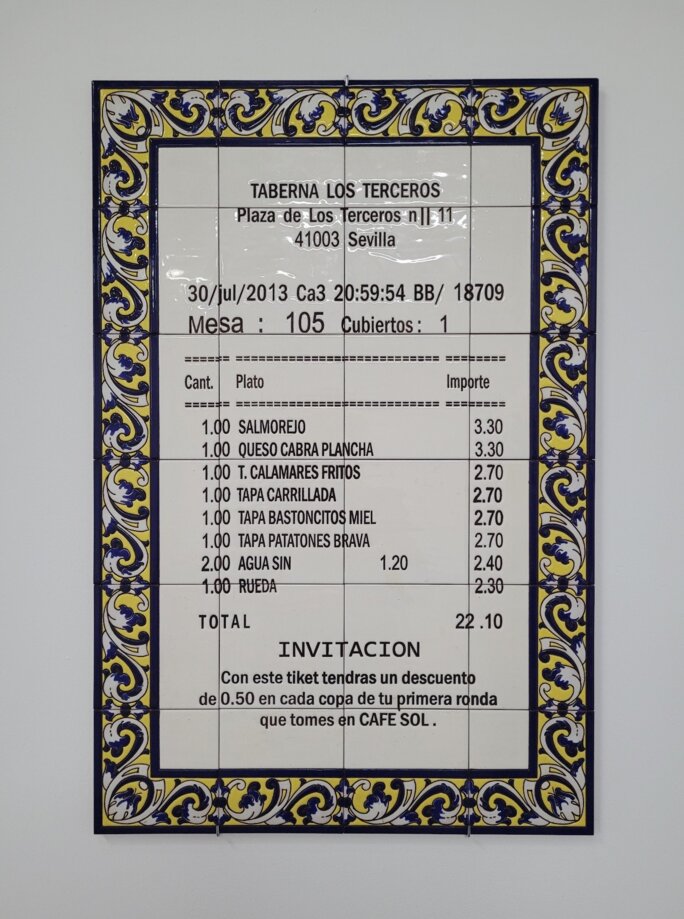 TABERNA LOS TERCEROS
Plaza de Los Terceros n|| 11
41003 Sevilla
30/jul/2013 Ca3 20:59:54 BB/ 18709
Mesa : 105 Cubiertos : 1
====== =========================== ========
Cant. Plato Importe
====== =========================== ========
1.00 SALMOREJO 3.30
1.00 QUESO CABRA PLANCHA 3.30
1.00 T. CALAMARES FRITOS 2.70
1.00 TAPA CARRILLADA 2.70
1.00 TAPA BASTONCITOS MIEL 2.70
1.00 TAPA PATATONES BRAVA 2.70
2.00 AGUA SIN 1.20 2.40
1.00 RUEDA 2.30
TOTAL 22.10
INVITACION
Con este tiket tendras un descuento
de 0.50 en cada copa de tu primera ronda
que tomes en CAFE SOL .